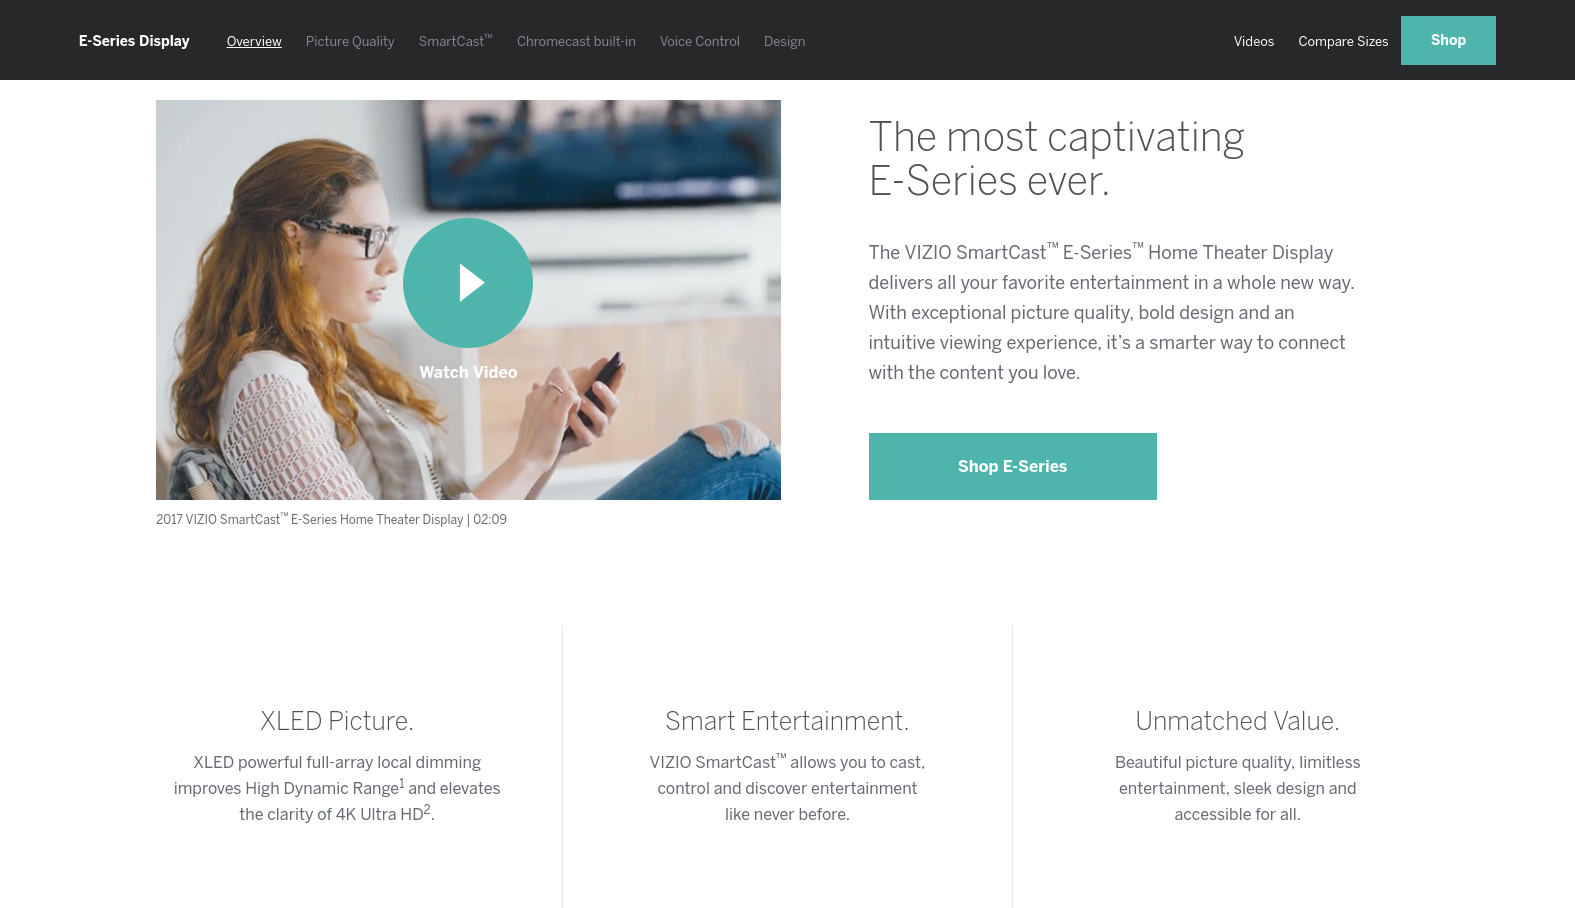 E-Series Display Overview Picture Quality SmartCast™ Chromecast built-in Voice Control Design Videos Compare Sizes Shop
The most captivating
E-Series ever.
The VIZIO SmartCast™ E-Series™ Home Theater Display
delivers all your favorite entertainment in a whole new way.
With exceptional picture quality, bold design and an
intuitive viewing experience, it's a smarter way to connect
with the content you love.
Shop E-Series
Watch Video
2017 VIZIO SmartCast™ E-Series Home Theater Display | 02:09
XLED Picture.
XLED powerful full-array local dimming
improves High Dynamic Range1 and elevates
the clarity of 4K Ultra HD2.
Smart Entertainment.
VIZIO SmartCast™ allows you to cast,
control and discover entertainment
like never before.
Unmatched Value.
Beautiful picture quality, limitless
entertainment, sleek design and
accessible for all.